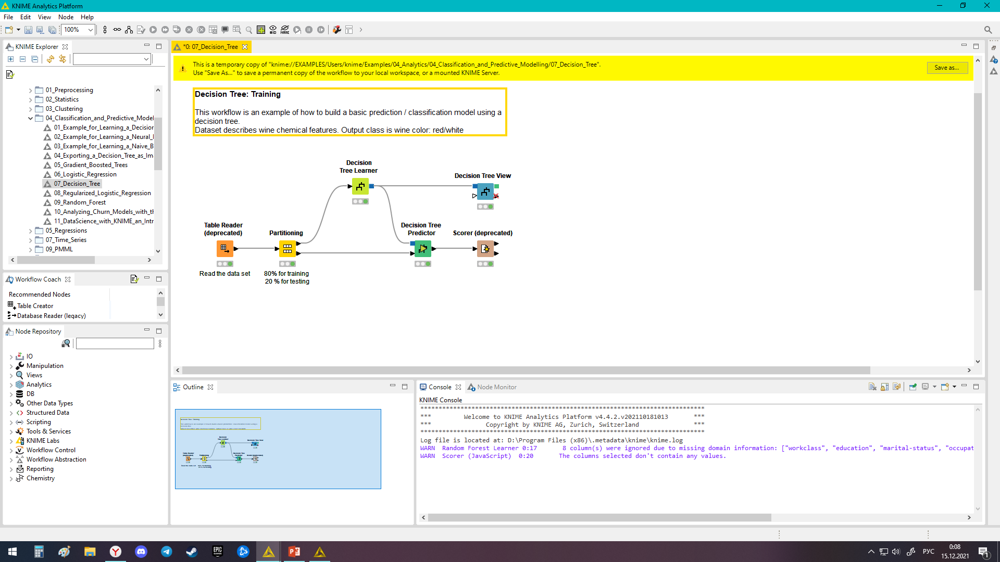 KNIME Analytics Platform
File Edit View Node Help
100%
#ID NAME
KNIME Explorer
01_Preprocessing
02_Statistics
03_Clustering
04_Classification_and_Predictive_Model
01_Example_for_Learning_a_Decision
02_Example_for_Learning_a_Neural_
03_Example_for_Learning_a_Naive_B
04_Exporting_a_Decision_Tree_as_Im
05_Gradient_Boosted_Trees
06_Logistic_Regression
07_Decision_Tree
08_Regularized_Logistic_Regression
09_Random_Forest
10_Analyzing_Churn_Models_with_th
11_DataScience_with_KNIME_an_Intr
05_Regressions
07_Time_Series
09_PMML
Workflow Coach
Recommended Nodes
Table Creator
Database Reader (legacy)
Node Repository
IO
Manipulation
Views
Analytics
DB
Other Data Types
Structured Data
Scripting
Tools & Services
KNIME Labs
Workflow Control
Workflow Abstraction
Reporting
Chemistry
*0: 07_Decision_Tree
This is a temporary copy of "knime://EXAMPLES/Users/knime/Examples/04_Analytics/04_Classification_and_Predictive_Modelling/07_Decision_Tree".
Use "Save As..." to save a permanent copy of the workflow to your local workspace, or a mounted KNIME Server.
Save as...
Decision Tree: Training
This workflow is an example of how to build a basic prediction / classification model using a
decision tree.
Dataset describes wine chemical features. Output class is wine color: red/white
Decision
Tree Learner
Decision Tree View
Table Reader
(deprecated)
Partitioning
Decision Tree
Predictor
Scorer (deprecated)
Read the data set
80% for training
20 % for testing
Outline
Console
Node Monitor
KNIME Console
******************************************************************************
*** Welcome to KNIME Analytics Platform v4.4.2.v202110181013 ***
*** Copyright by KNIME AG, Zurich, Switzerland ***
******************************************************************************
Log file is located at: D:\Program Files (x86)\.metadata\knime\knime.log
WARN Random Forest Learner 0:17 8 column(s) were ignored due to missing domain information: ["workclass", "education", "marital-status", "occupat
WARN Scorer (JavaScript) 0:20 The columns selected don't contain any values.
EPIC GAMES
РУС
0:08
15.12.2021
1